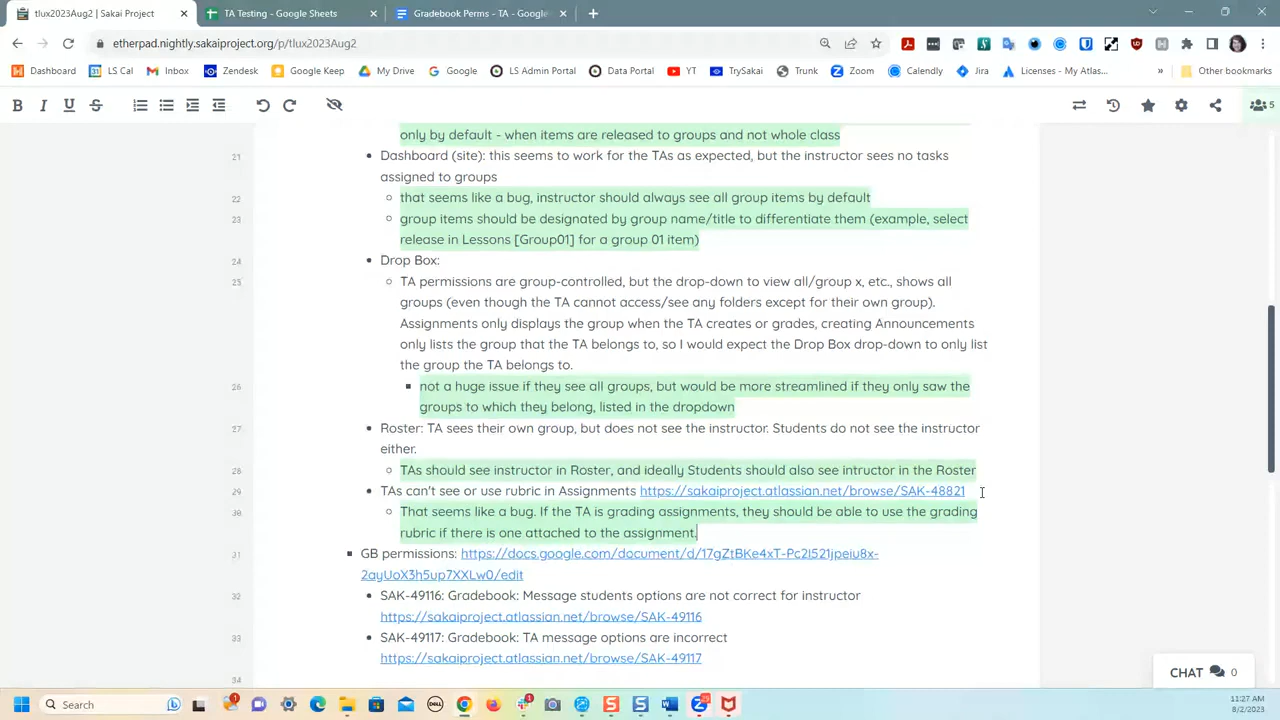 tlux2023Aug2 | Sakai Project
TA Testing - Google Sheets
Gradebook Perms - TA - Google
etherpad.nightly.sakaiproject.org/p/tlux2023Aug2
Dashboard
LS Cal
Inbox
Zendesk
Google Keep
My Drive
Google
LS Admin Portal
Data Portal
YT
TrySakai
Trunk
Zoom
Calendly
Jira
Licenses - My Atlas...
»
Other bookmarks
5
only by default - when items are released to groups and not whole class
21 Dashboard (site): this seems to work for the TAs as expected, but the instructor sees no tasks
assigned to groups
22 that seems like a bug, instructor should always see all group items by default
23 group items should be designated by group name/title to differentiate them (example, select
release in Lessons [Group01] for a group 01 item)
24 Drop Box:
25 TA permissions are group-controlled, but the drop-down to view all/group x, etc., shows all
groups (even though the TA cannot access/see any folders except for their own group).
Assignments only displays the group when the TA creates or grades, creating Announcements
only lists the group that the TA belongs to, so I would expect the Drop Box drop-down to only list
the group the TA belongs to.
26 not a huge issue if they see all groups, but would be more streamlined if they only saw the
groups to which they belong, listed in the dropdown
27 Roster: TA sees their own group, but does not see the instructor. Students do not see the instructor
either.
28 TAs should see instructor in Roster, and ideally Students should also see intructor in the Roster
29 TAs can't see or use rubric in Assignments https://sakaiproject.atlassian.net/browse/SAK-48821
30 That seems like a bug. If the TA is grading assignments, they should be able to use the grading
rubric if there is one attached to the assignment.
31 GB permissions: https://docs.google.com/document/d/17gZtBKe4xT-Pc2I521jpeiu8x-
2ayUoX3h5up7XXLw0/edit
32 SAK-49116: Gradebook: Message students options are not correct for instructor
https://sakaiproject.atlassian.net/browse/SAK-49116
33 SAK-49117: Gradebook: TA message options are incorrect
https://sakaiproject.atlassian.net/browse/SAK-49117
34
CHAT 0
Search
11:27 AM
8/2/2023